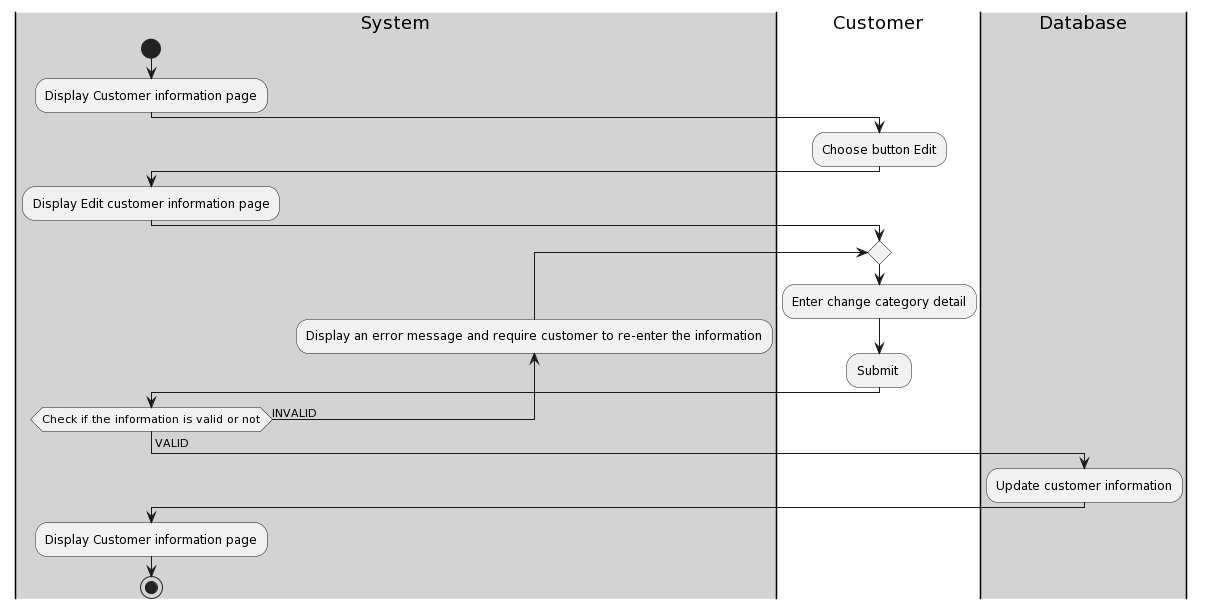 System
Customer
Database
Display Customer information page
Choose button Edit
Display Edit customer information page
Enter change category detail
Display an error message and require customer to re-enter the information
Submit
Check if the information is valid or not
INVALID
VALID
Update customer information
Display Customer information page